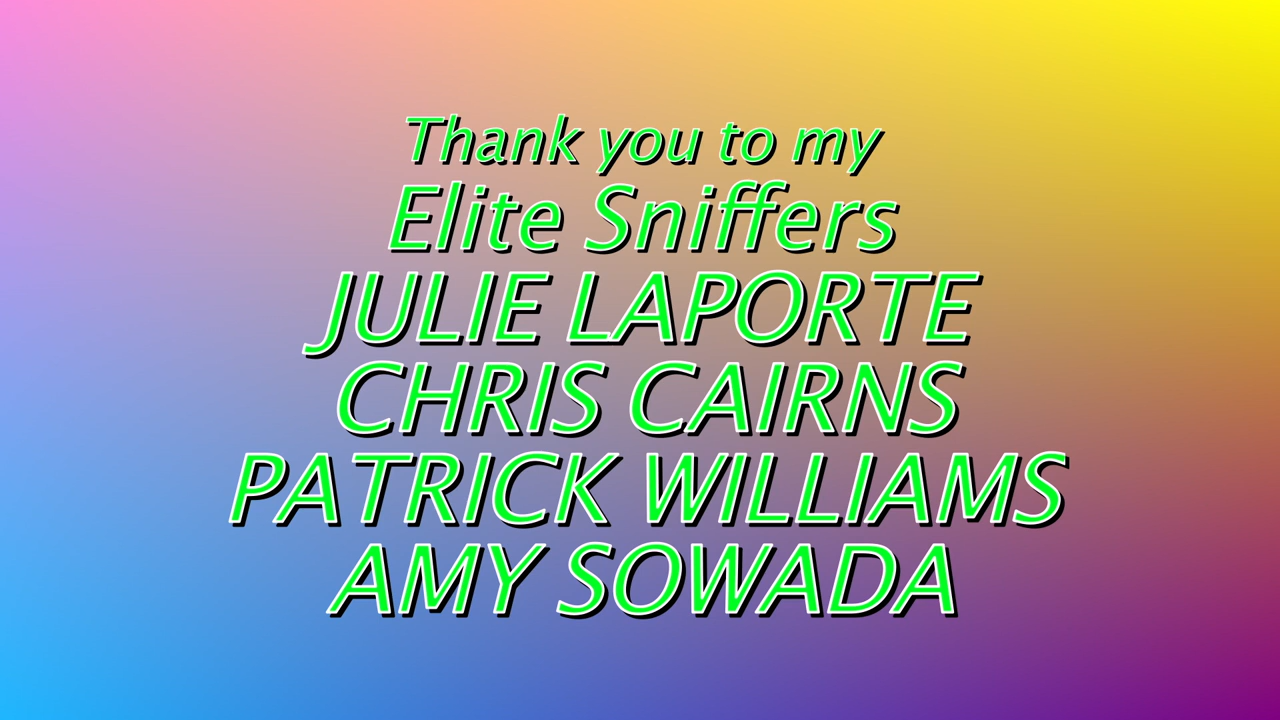 Thank you to my
Elite Sniffers
JULIE LAPORTE
CHRIS CAIRNS
PATRICK WILLIAMS
AMY SOWADA